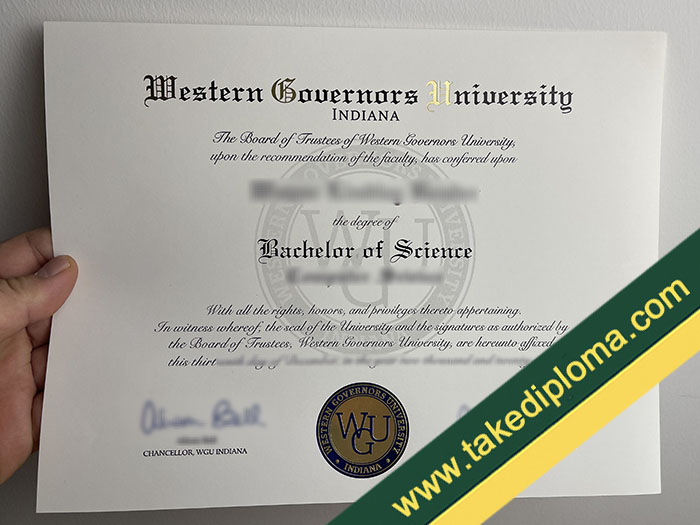 Western Governors University
INDIANA
The Board of Trustees of Western Governors University,
upon the recommendation of the faculty, has conferred upon
the degree of
Bachelor of Science
With all the rights, honors, and privileges thereto appertaining.
In witness whereof, the seal of the University and the signatures as authorized by
the Board of Trustees, Western Governors University, are hereunto affixed
this
CHANCELLOR, WGU INDIANA
WESTERN GOVERNORS UNIVERSITY
WGU
INDIANA
www.takediploma.com